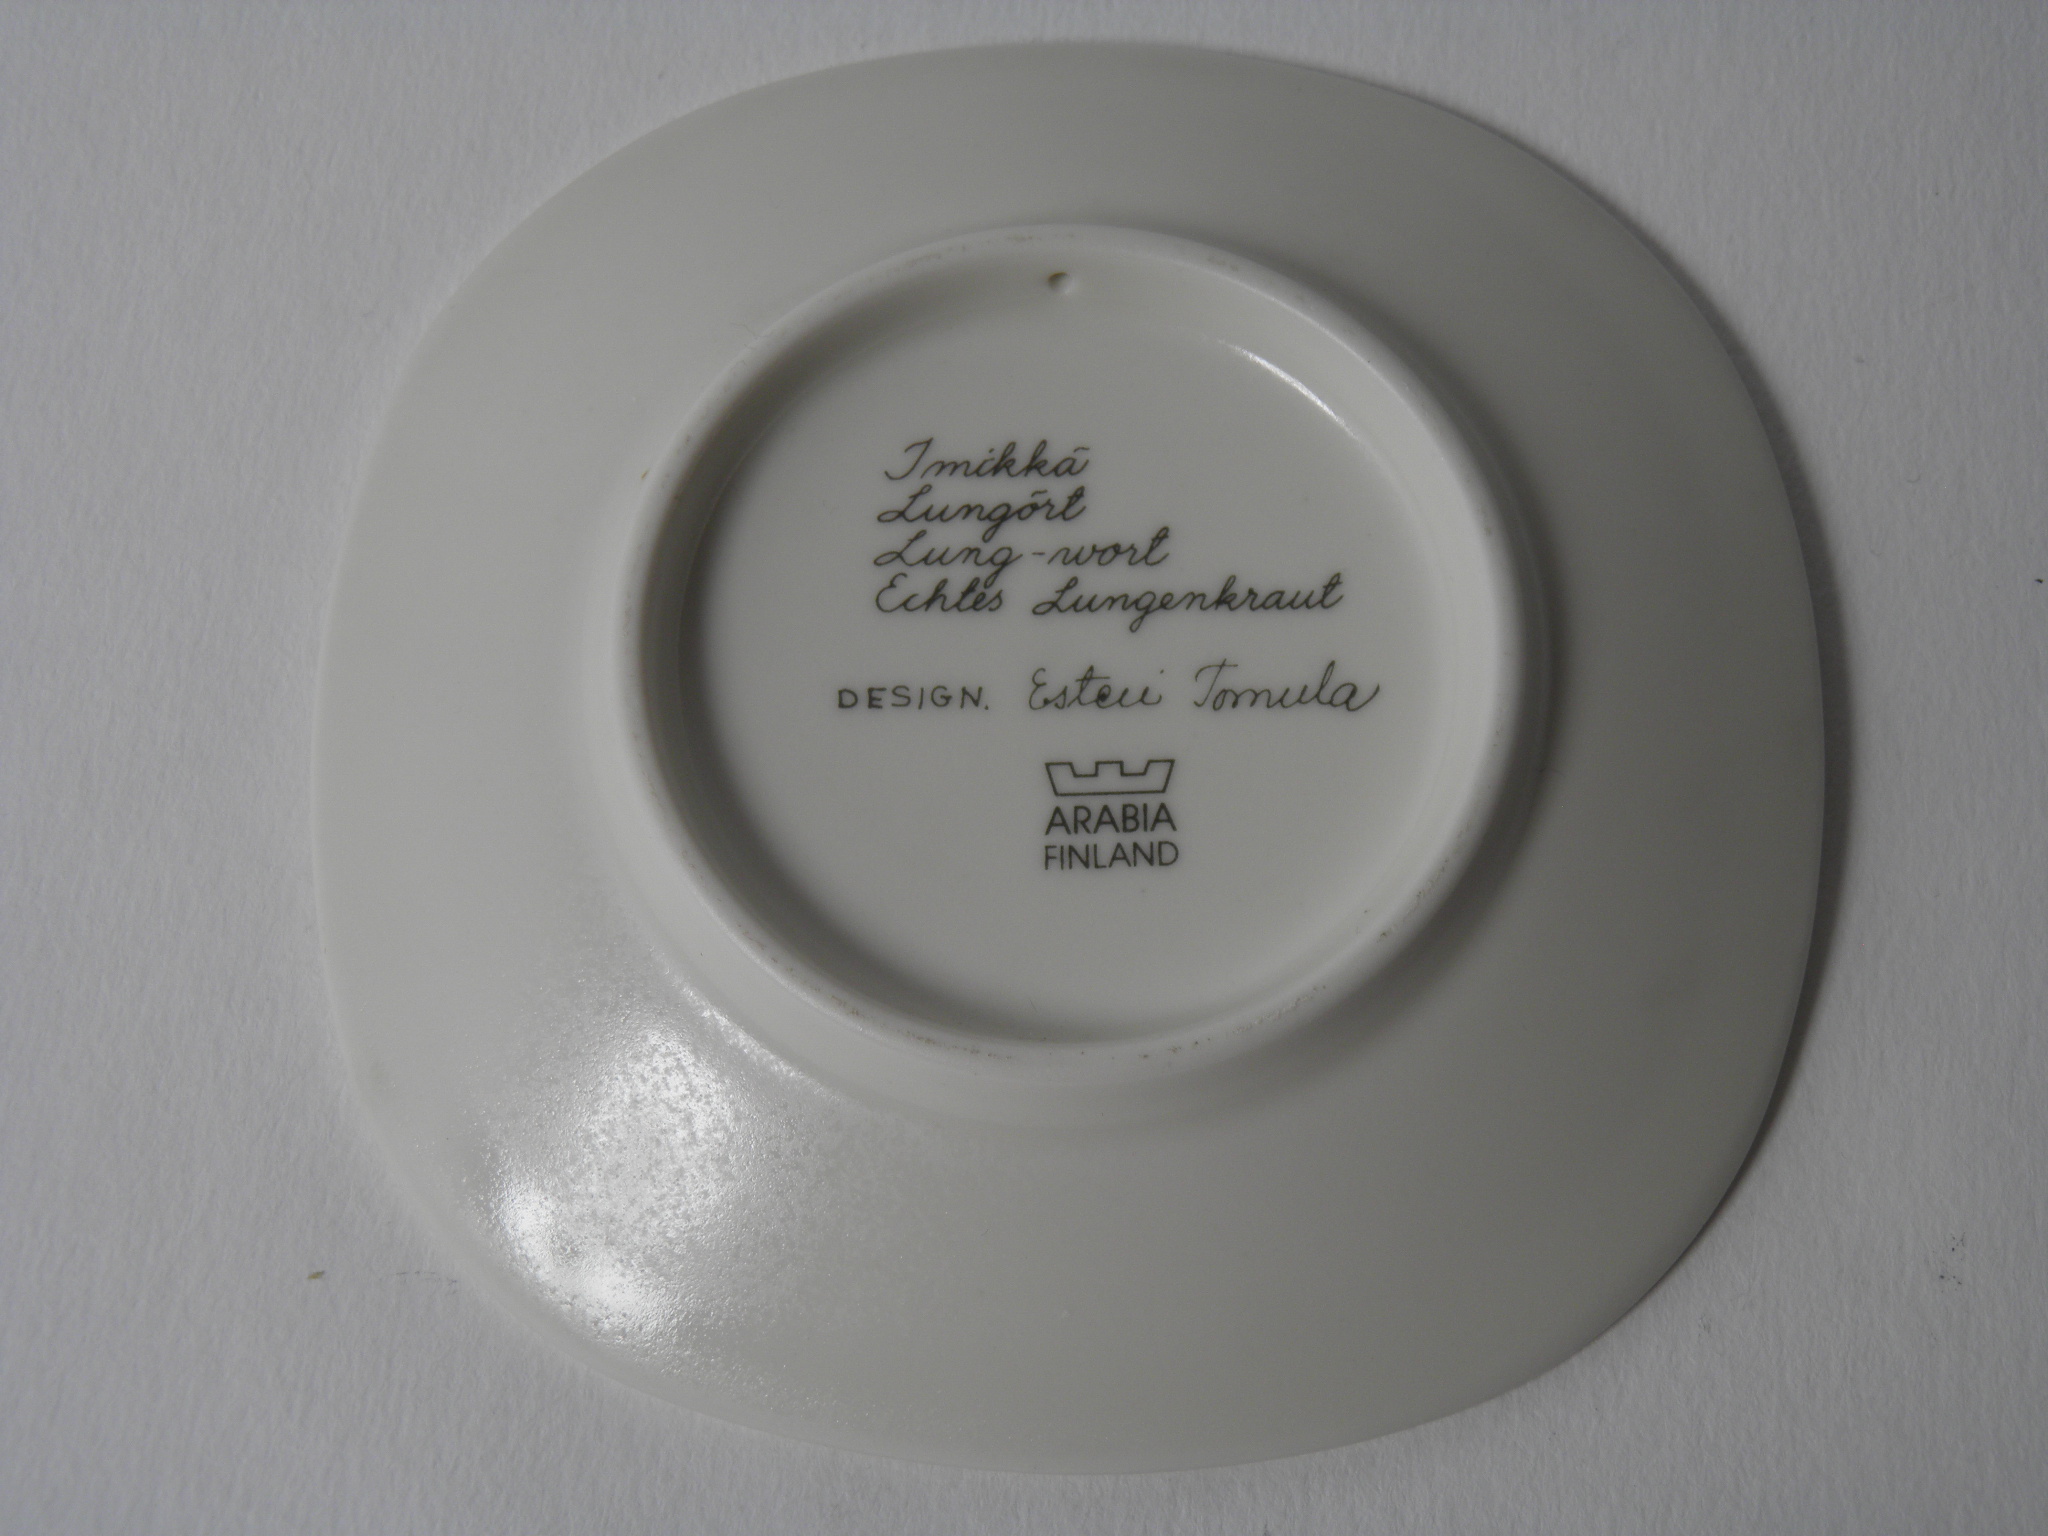 Imikkä
Lungört
Lung-wort
Echtes Lungenkraut
DESIGN. Esteri Tomula
ARABIA
FINLAND